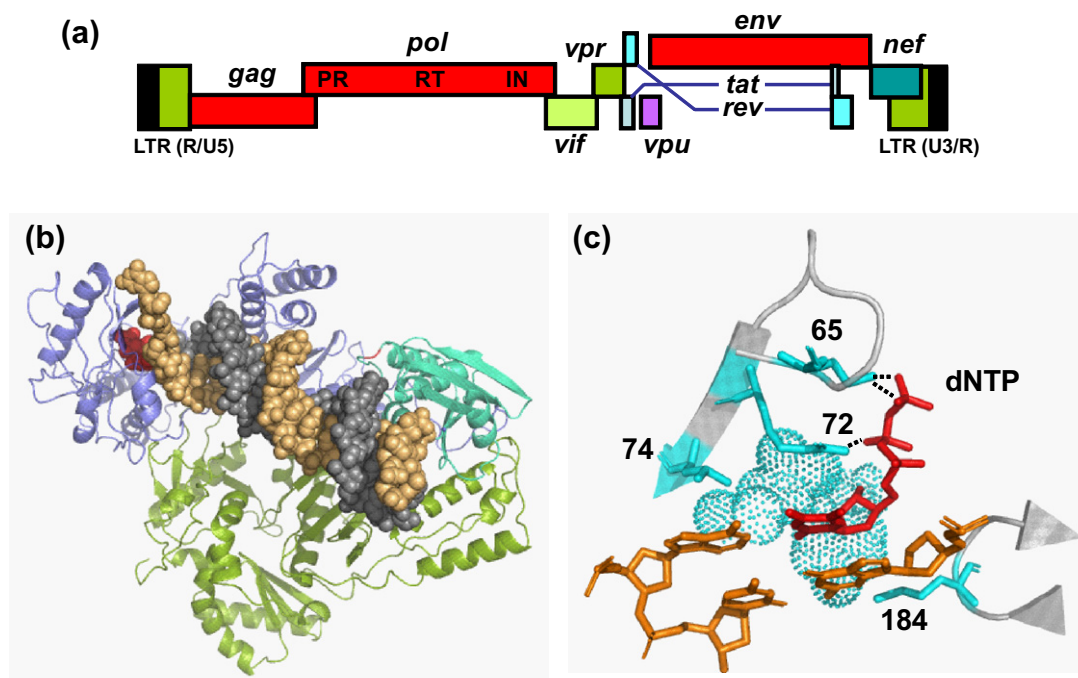 (a)
gag
pol
PR RT IN
vif
vpr
vpu
tat
rev
env
nef
LTR (R/U5)
LTR (U3/R)
(b)
(c)
65
dNTP
72
74
184